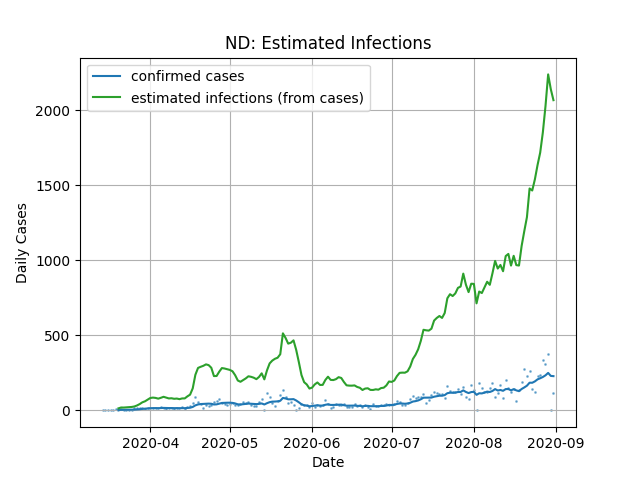 ND: Estimated Infections
confirmed cases
estimated infections (from cases)
2000
1500
1000
500
0
Daily Cases
2020-04 2020-05 2020-06 2020-07 2020-08 2020-09
Date